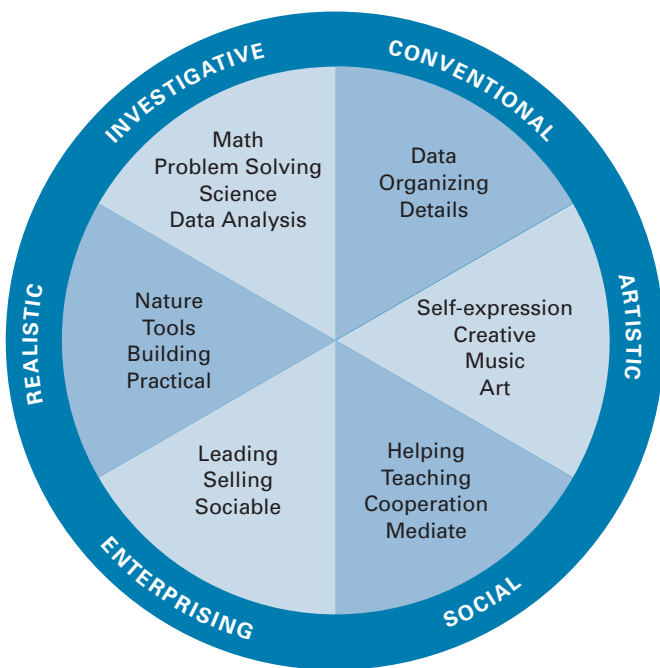 INVESTIGATIVE
Math
Problem Solving
Science
Data Analysis
CONVENTIONAL
Data
Organizing
Details
ARTISTIC
Self-expression
Creative
Music
Art
SOCIAL
Helping
Teaching
Cooperation
Mediate
ENTERPRISING
Leading
Selling
Sociable
REALISTIC
Nature
Tools
Building
Practical